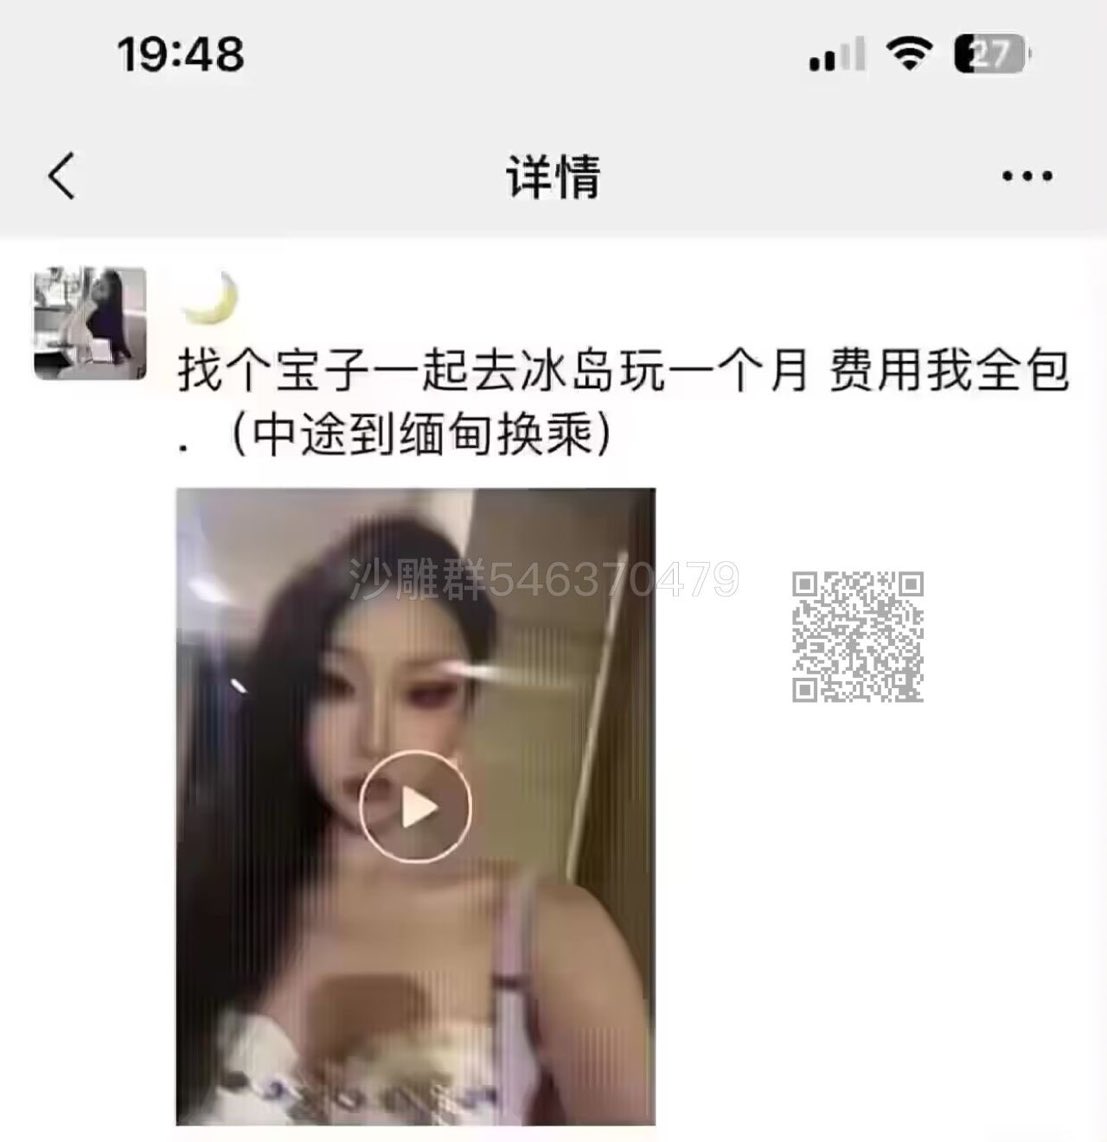 19:48
27
详情
🌙
找个宝子一起去冰岛玩一个月 费用我全包
.（中途到缅甸换乘）
沙雕群546370479